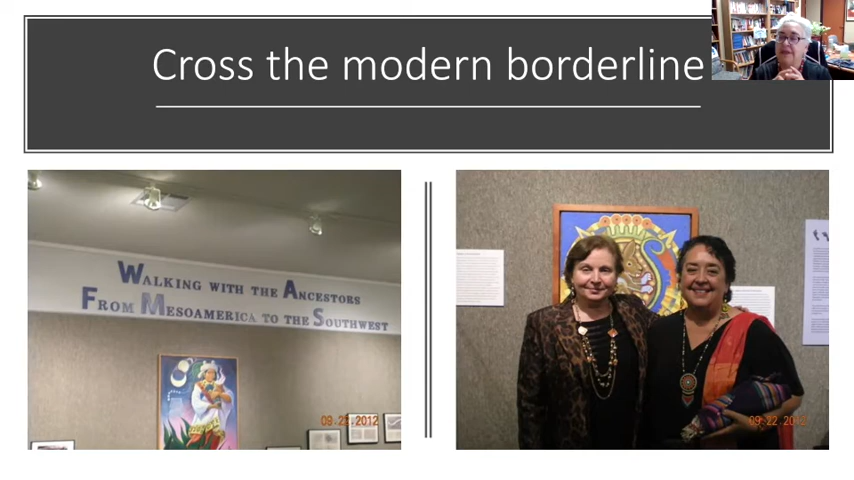 Cross the modern borderline
WALKING WITH THE ANCESTORS
FROM MESOAMERICA TO THE SOUTHWEST
09.22.2012
09.22.2012